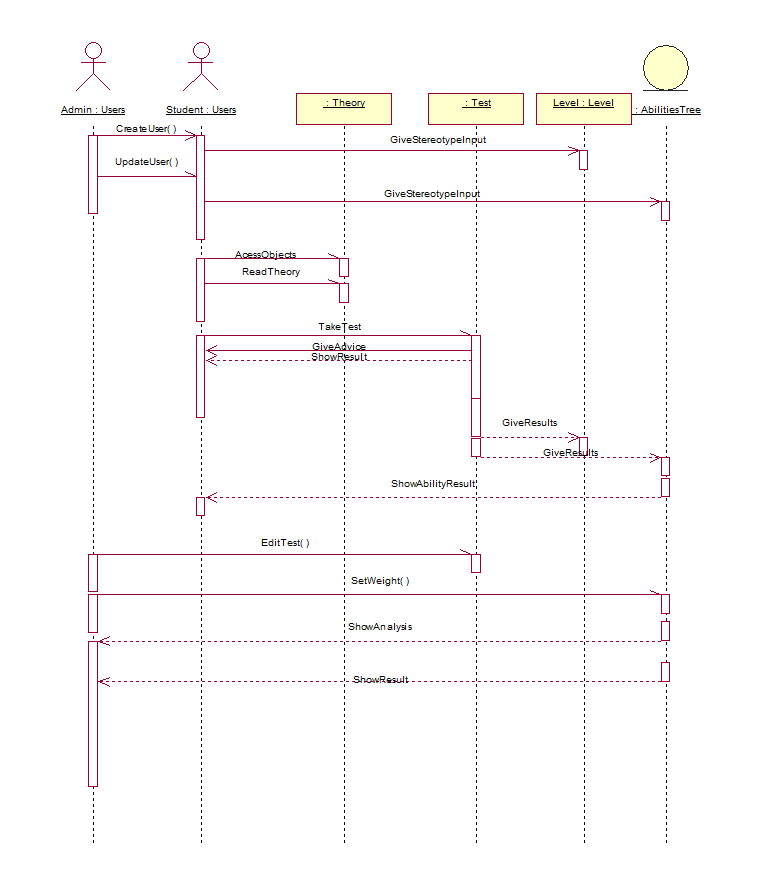 Admin : Users
Student : Users
: Theory
: Test
Level : Level
: AbilitiesTree
CreateUser( )
GiveStereotypeInput
UpdateUser( )
GiveStereotypeInput
AcessObjects
ReadTheory
TakeTest
GiveAdvice
ShowResult
GiveResults
GiveResults
ShowAbilityResult
EditTest( )
SetWeight( )
ShowAnalysis
ShowResult